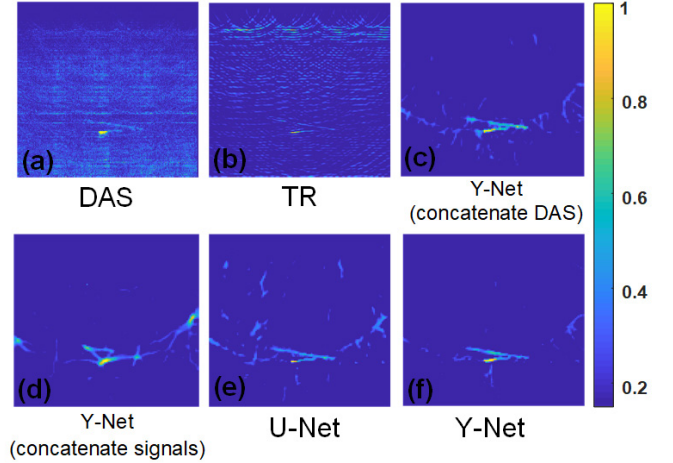 (a)
(b)
(c)
DAS
TR
Y-Net
(concatenate DAS)
(d)
(e)
(f)
Y-Net
(concatenate signals)
U-Net
Y-Net
1
0.8
0.6
0.4
0.2